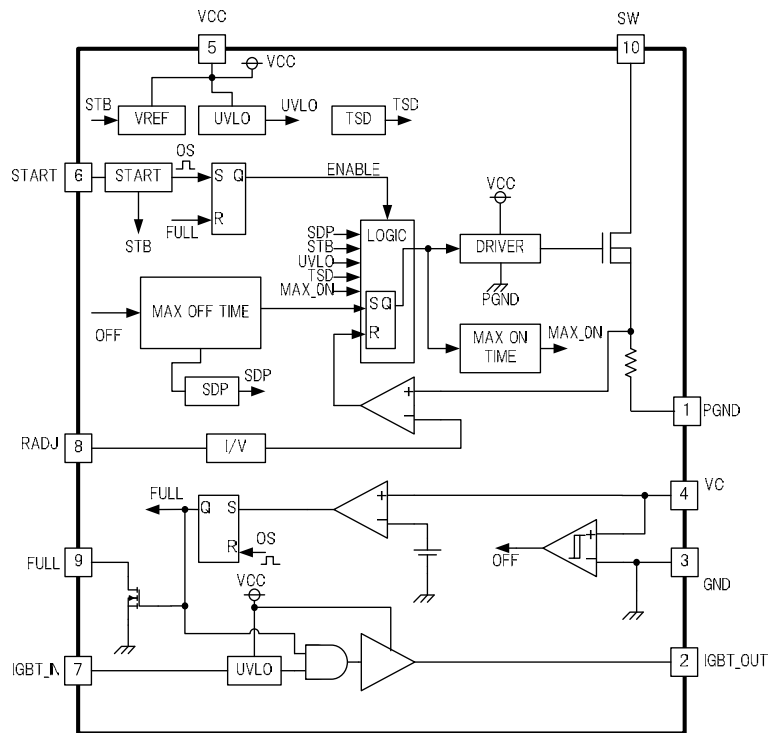 VCC
SW
5
10
VCC
STB
VREF
UVLO
UVLO
TSD
TSD
START
6
START
OS
S Q
R
ENABLE
FULL
STB
VCC
SDP
STB
UVLO
TSD
MAX_ON
LOGIC
DRIVER
PGND
OFF
MAX OFF TIME
SQ
R
MAX ON
TIME
MAX_ON
SDP
SDP
+
−
1
PGND
RADJ
8
I/V
FULL
Q S
R
OS
+
−
4
VC
OFF
+
−
3
GND
FULL
9
VCC
IGBT_IN
7
UVLO
2
IGBT_OUT